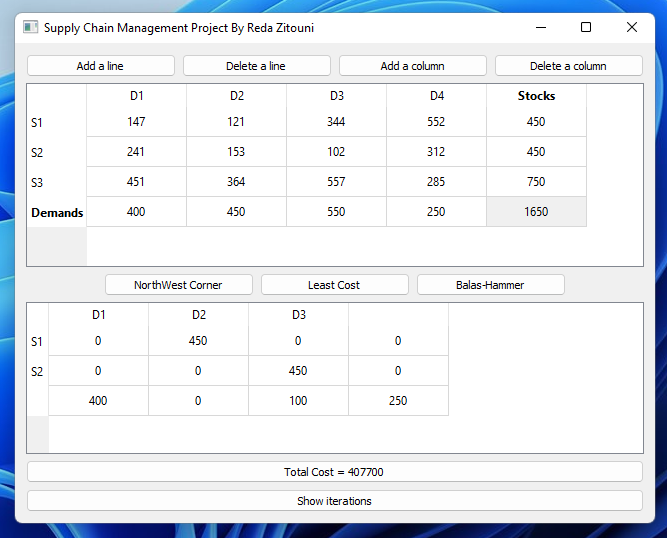 Supply Chain Management Project By Reda Zitouni
Add a line Delete a line Add a column Delete a column
D1 D2 D3 D4 Stocks
S1 147 121 344 552 450
S2 241 153 102 312 450
S3 451 364 557 285 750
Demands 400 450 550 250 1650
NorthWest Corner Least Cost Balas-Hammer
D1 D2 D3
S1 0 450 0 0
S2 0 0 450 0
400 0 100 250
Total Cost = 407700
Show iterations